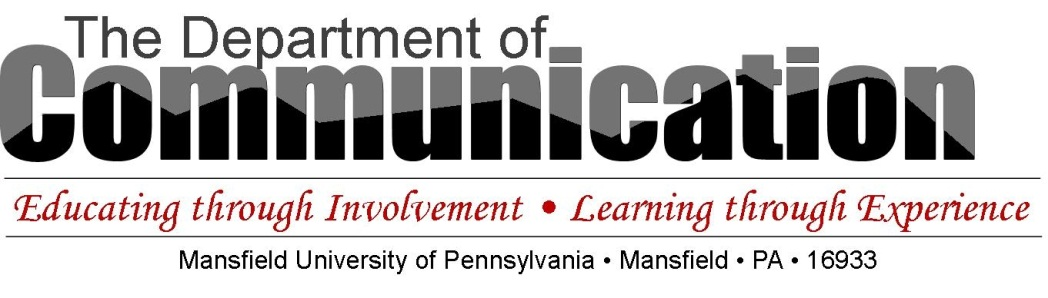 The Department of
Communication
Educating through Involvement • Learning through Experience
Mansfield University of Pennsylvania • Mansfield • PA • 16933